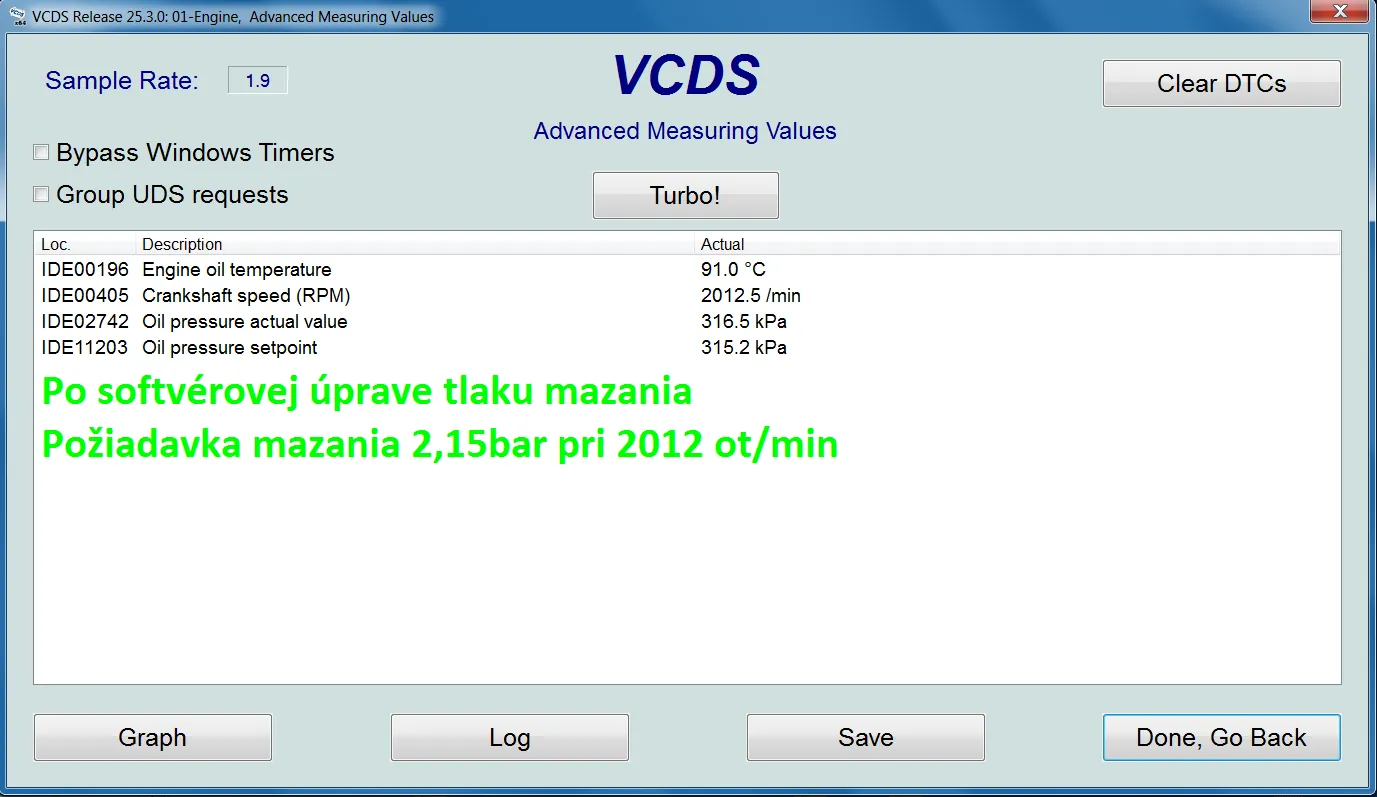 VCDS Release 25.3.0: 01-Engine, Advanced Measuring Values
Sample Rate: 1.9
VCDS
Clear DTCs
Advanced Measuring Values
Bypass Windows Timers
Group UDS requests
Turbo!
Loc. Description Actual
IDE00196 Engine oil temperature 91.0 °C
IDE00405 Crankshaft speed (RPM) 2012.5 /min
IDE02742 Oil pressure actual value 316.5 kPa
IDE11203 Oil pressure setpoint 315.2 kPa
Po softvérovej úprave tlaku mazania
Požiadavka mazania 2,15bar pri 2012 ot/min
Graph Log Save Done, Go Back